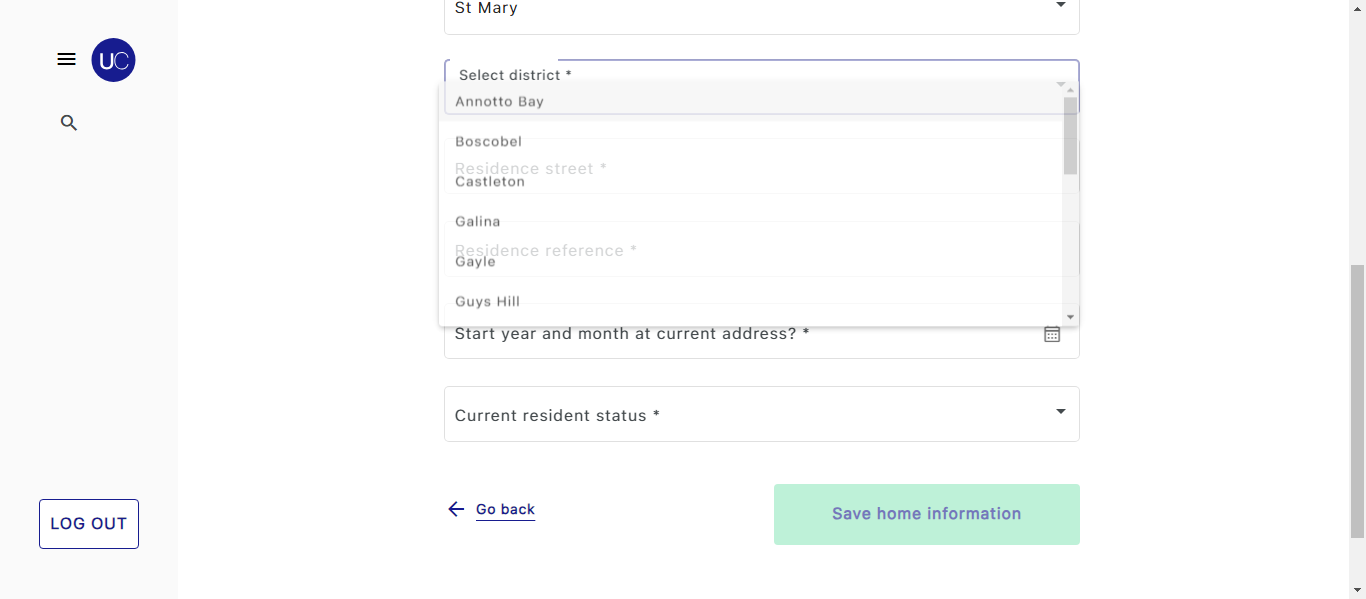 St Mary
UC
Select district *
Annotto Bay
Boscobel
Residence street *
Castleton
Galina
Residence reference *
Gayle
Guys Hill
Start year and month at current address? *
Current resident status *
Go back
Save home information
LOG OUT